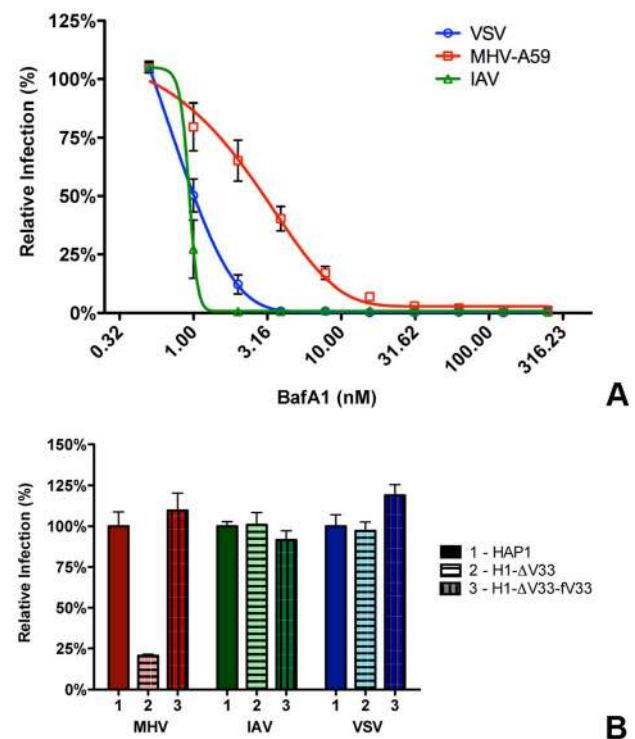 125%
100%
75%
50%
25%
0%
Relative Infection (%)
VSV
MHV-A59
IAV
0.32
1.00
3.16
10.00
31.62
100.00
316.23
BafA1 (nM)
A
150%
125%
100%
75%
50%
25%
0%
Relative Infection (%)
1 - HAP1
2 - H1-ΔV33
3 - H1-ΔV33-fV33
1 2 3 1 2 3 1 2 3
MHV IAV VSV
B